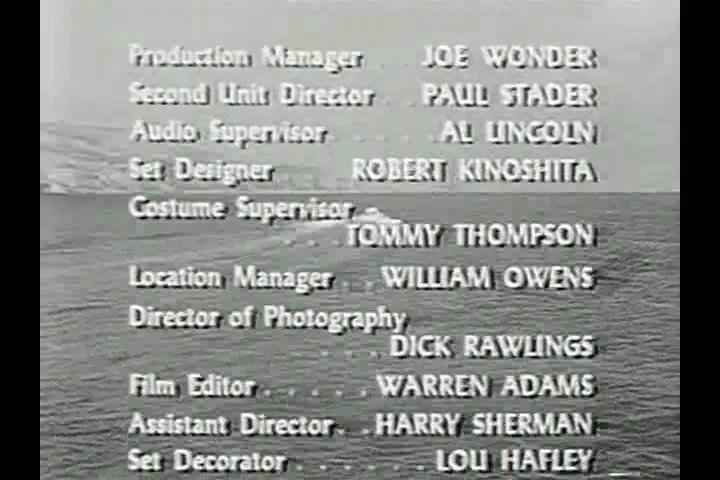 Production Manager . . JOE WONDER
Second Unit Director . . PAUL STADER
Audio Supervisor . . . . . AL LINCOLN
Set Designer . . . . ROBERT KINOSHITA
Costume Supervisor
. . . TOMMY THOMPSON
Location Manager . . WILLIAM OWENS
Director of Photography
. . . DICK RAWLINGS
Film Editor . . . . . WARREN ADAMS
Assistant Director . . HARRY SHERMAN
Set Decorator . . . . . . LOU HAFLEY